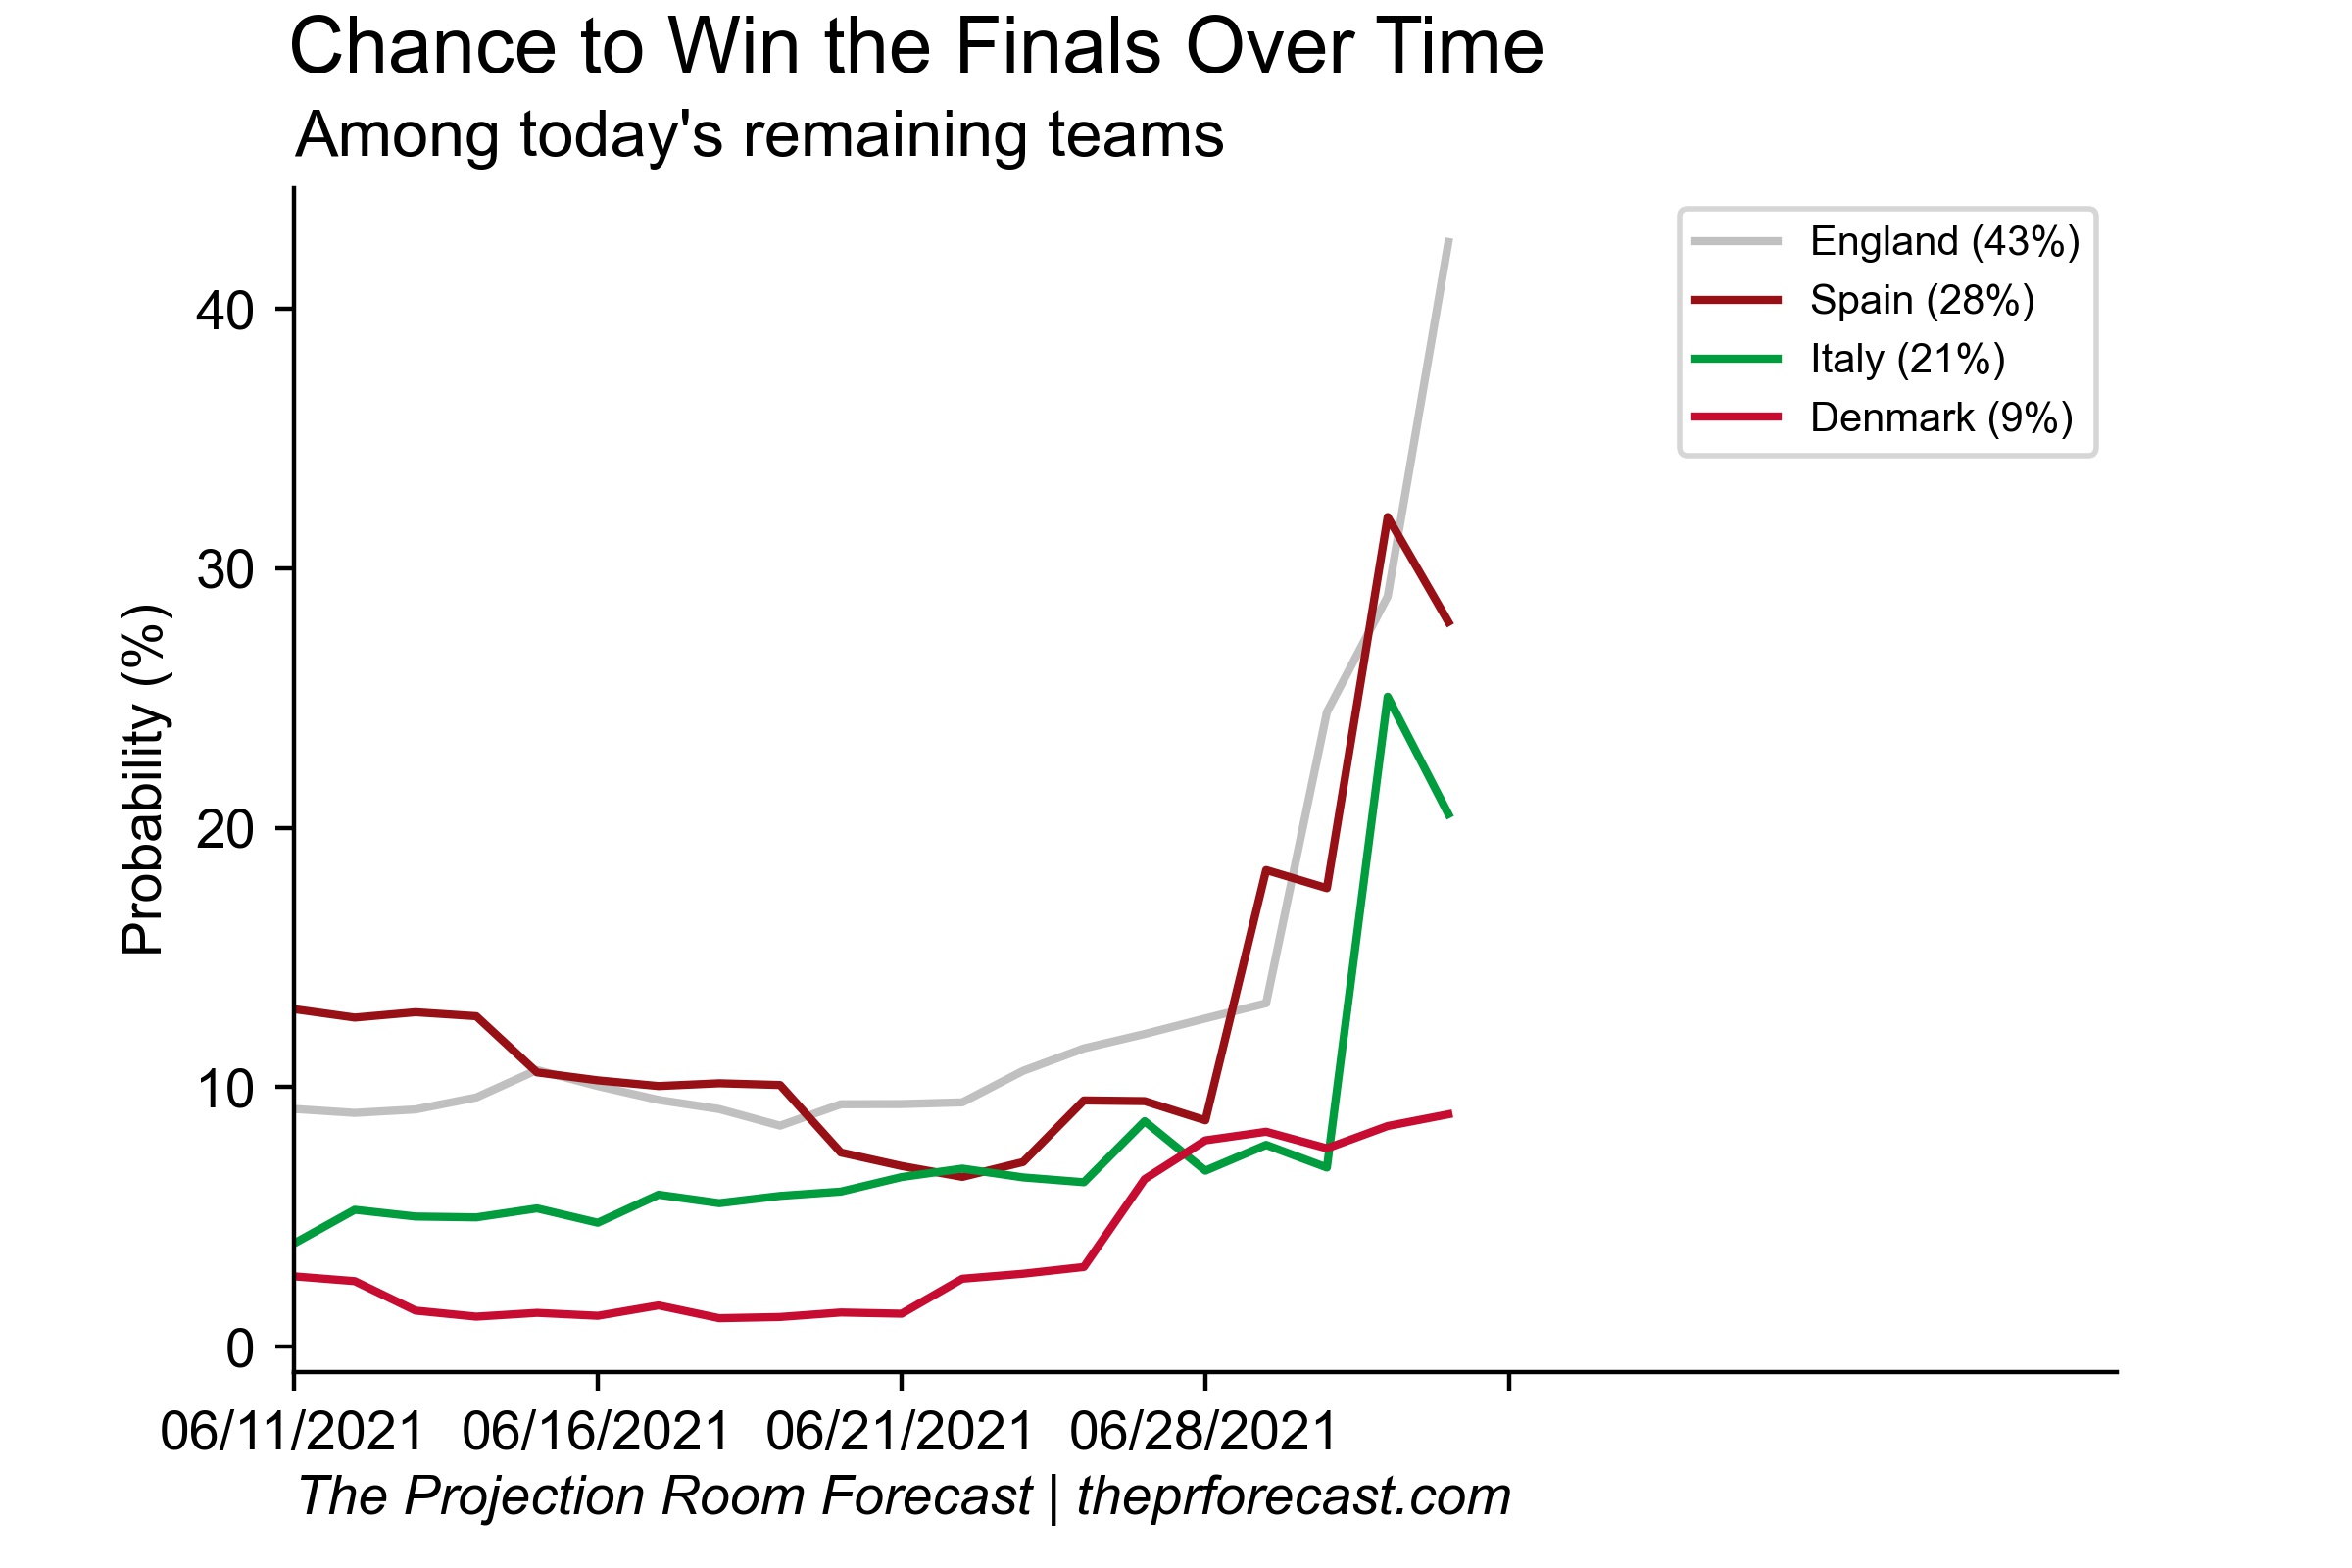 Chance to Win the Finals Over Time
Among today's remaining teams
England (43%)
Spain (28%)
Italy (21%)
Denmark (9%)
40
30
20
10
0
Probability (%)
06/11/2021 06/16/2021 06/21/2021 06/28/2021
The Projection Room Forecast | theprforecast.com